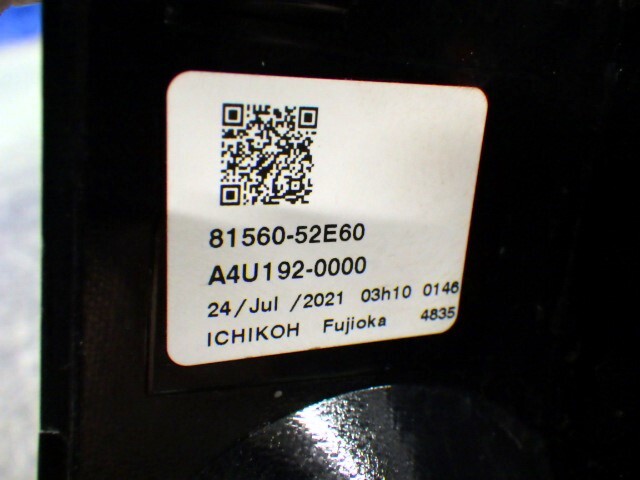 81560-52E60
A4U192-0000
24/Jul /2021 03h10 0146
ICHIKOH Fujioka 4835